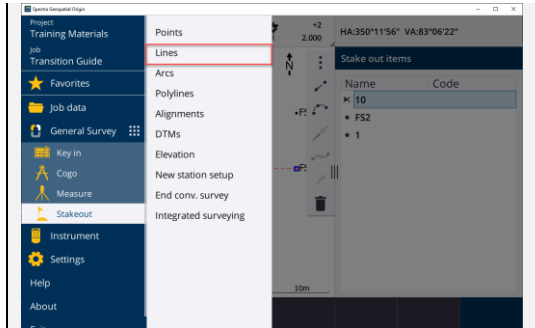 Spectra Geospatial Origin
Project
Training Materials
Job
Transition Guide
Favorites
Job data
General Survey
Key in
Cogo
Measure
Stakeout
Instrument
Settings
Help
About
Points
Lines
Arcs
Polylines
Alignments
DTMs
Elevation
New station setup
End conv. survey
Integrated surveying
+2
2.000
HA:350°11'56" VA:83°06'22"
N
10m
Stake out items
Name Code
10
FS2
1